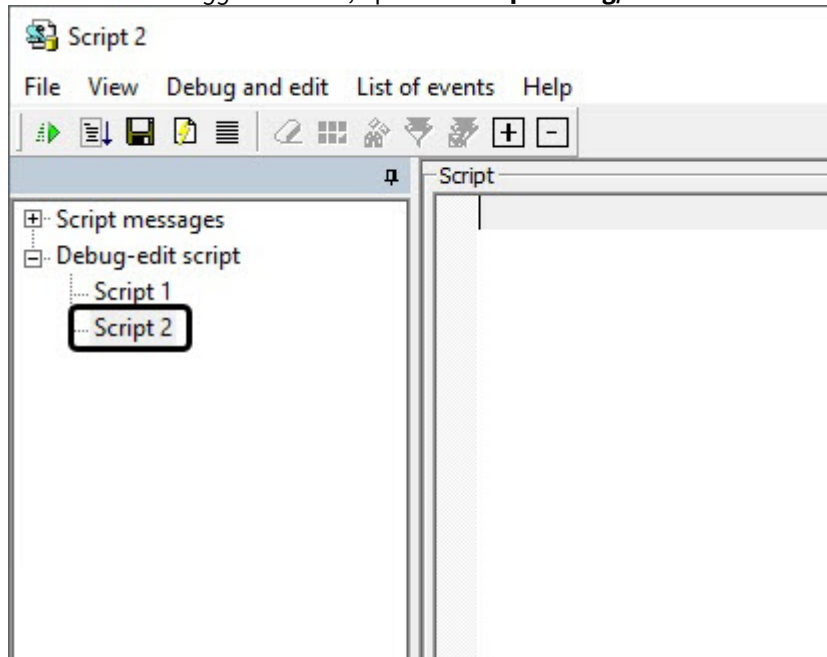 Script 2
File View Debug and edit List of events Help
Script
Script messages
Debug-edit script
Script 1
Script 2